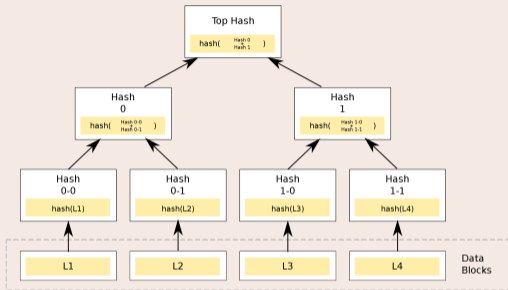 Top Hash
hash( Hash 0 + Hash 1 )
Hash
0
hash( Hash 0-0 + Hash 0-1 )
Hash
1
hash( Hash 1-0 + Hash 1-1 )
Hash
0-0
hash(L1)
Hash
0-1
hash(L2)
Hash
1-0
hash(L3)
Hash
1-1
hash(L4)
L1
L2
L3
L4
Data
Blocks